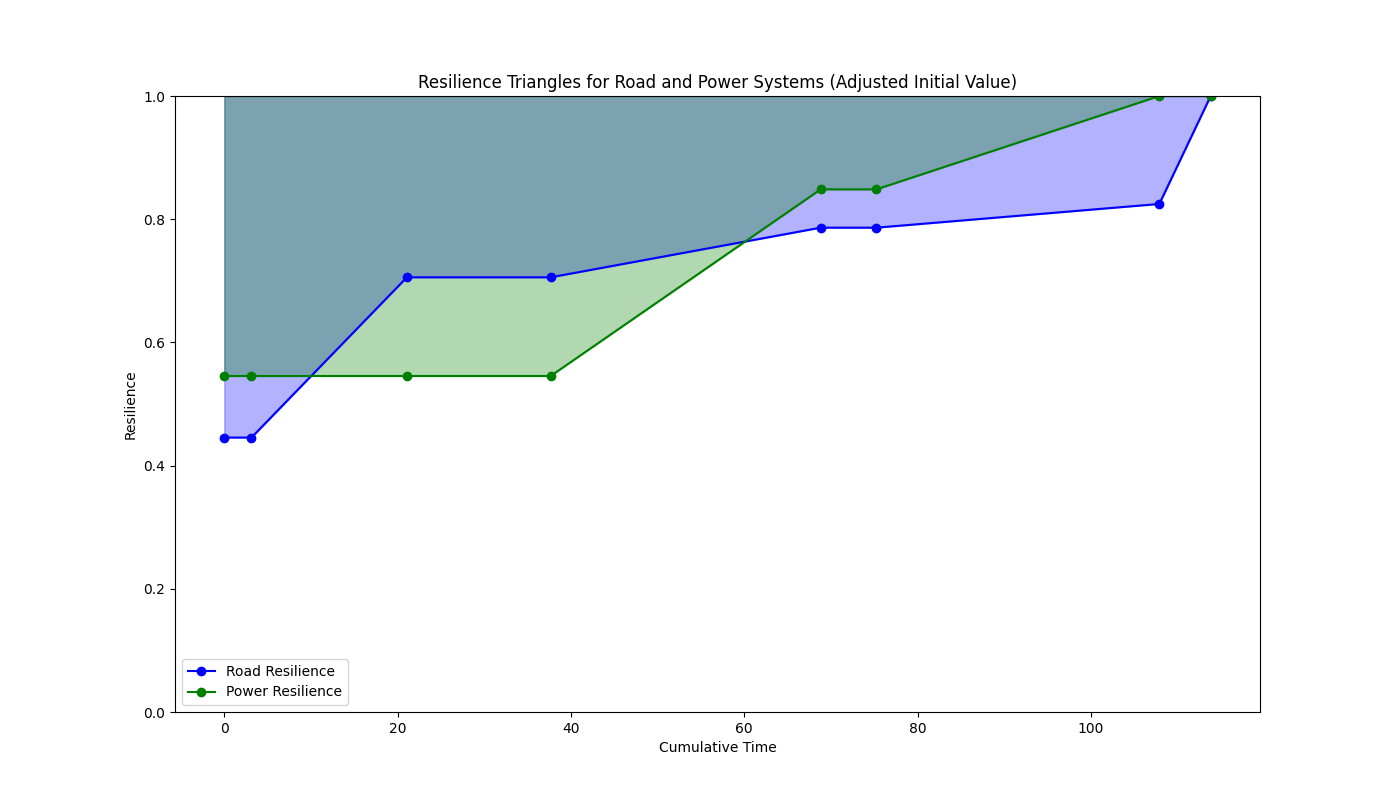 Resilience Triangles for Road and Power Systems (Adjusted Initial Value)
1.0
0.8
0.6
0.4
0.2
0.0
Resilience
Road Resilience
Power Resilience
0 20 40 60 80 100
Cumulative Time